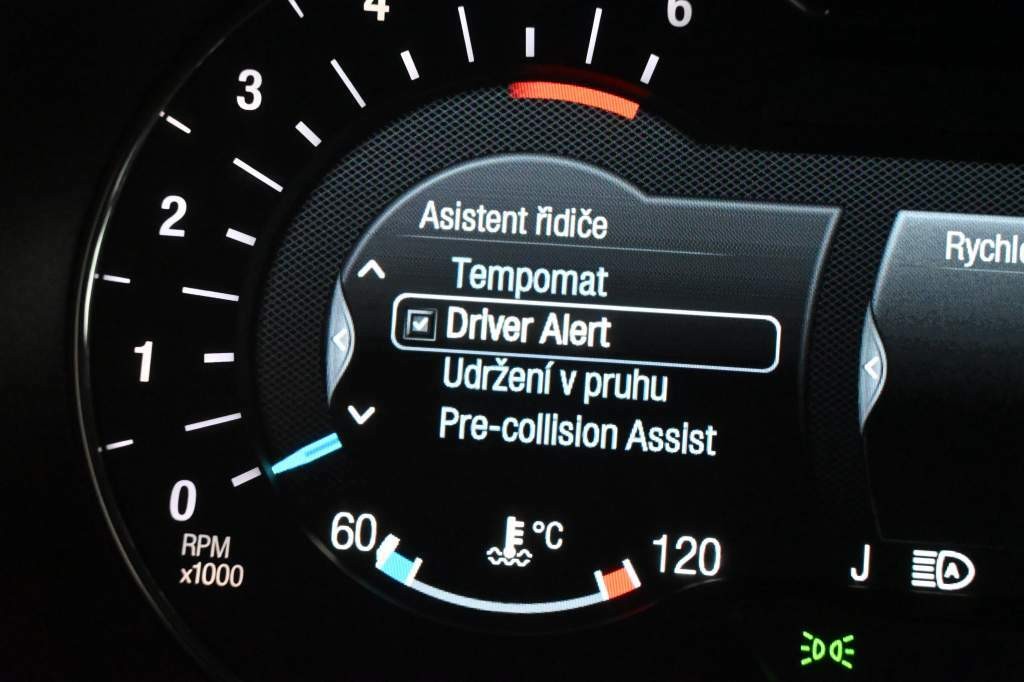 4
6
3
2
1
0
RPM
x1000
Asistent řidiče
Tempomat
Driver Alert
Udržení v pruhu
Pre-collision Assist
60
°C
120
J
A